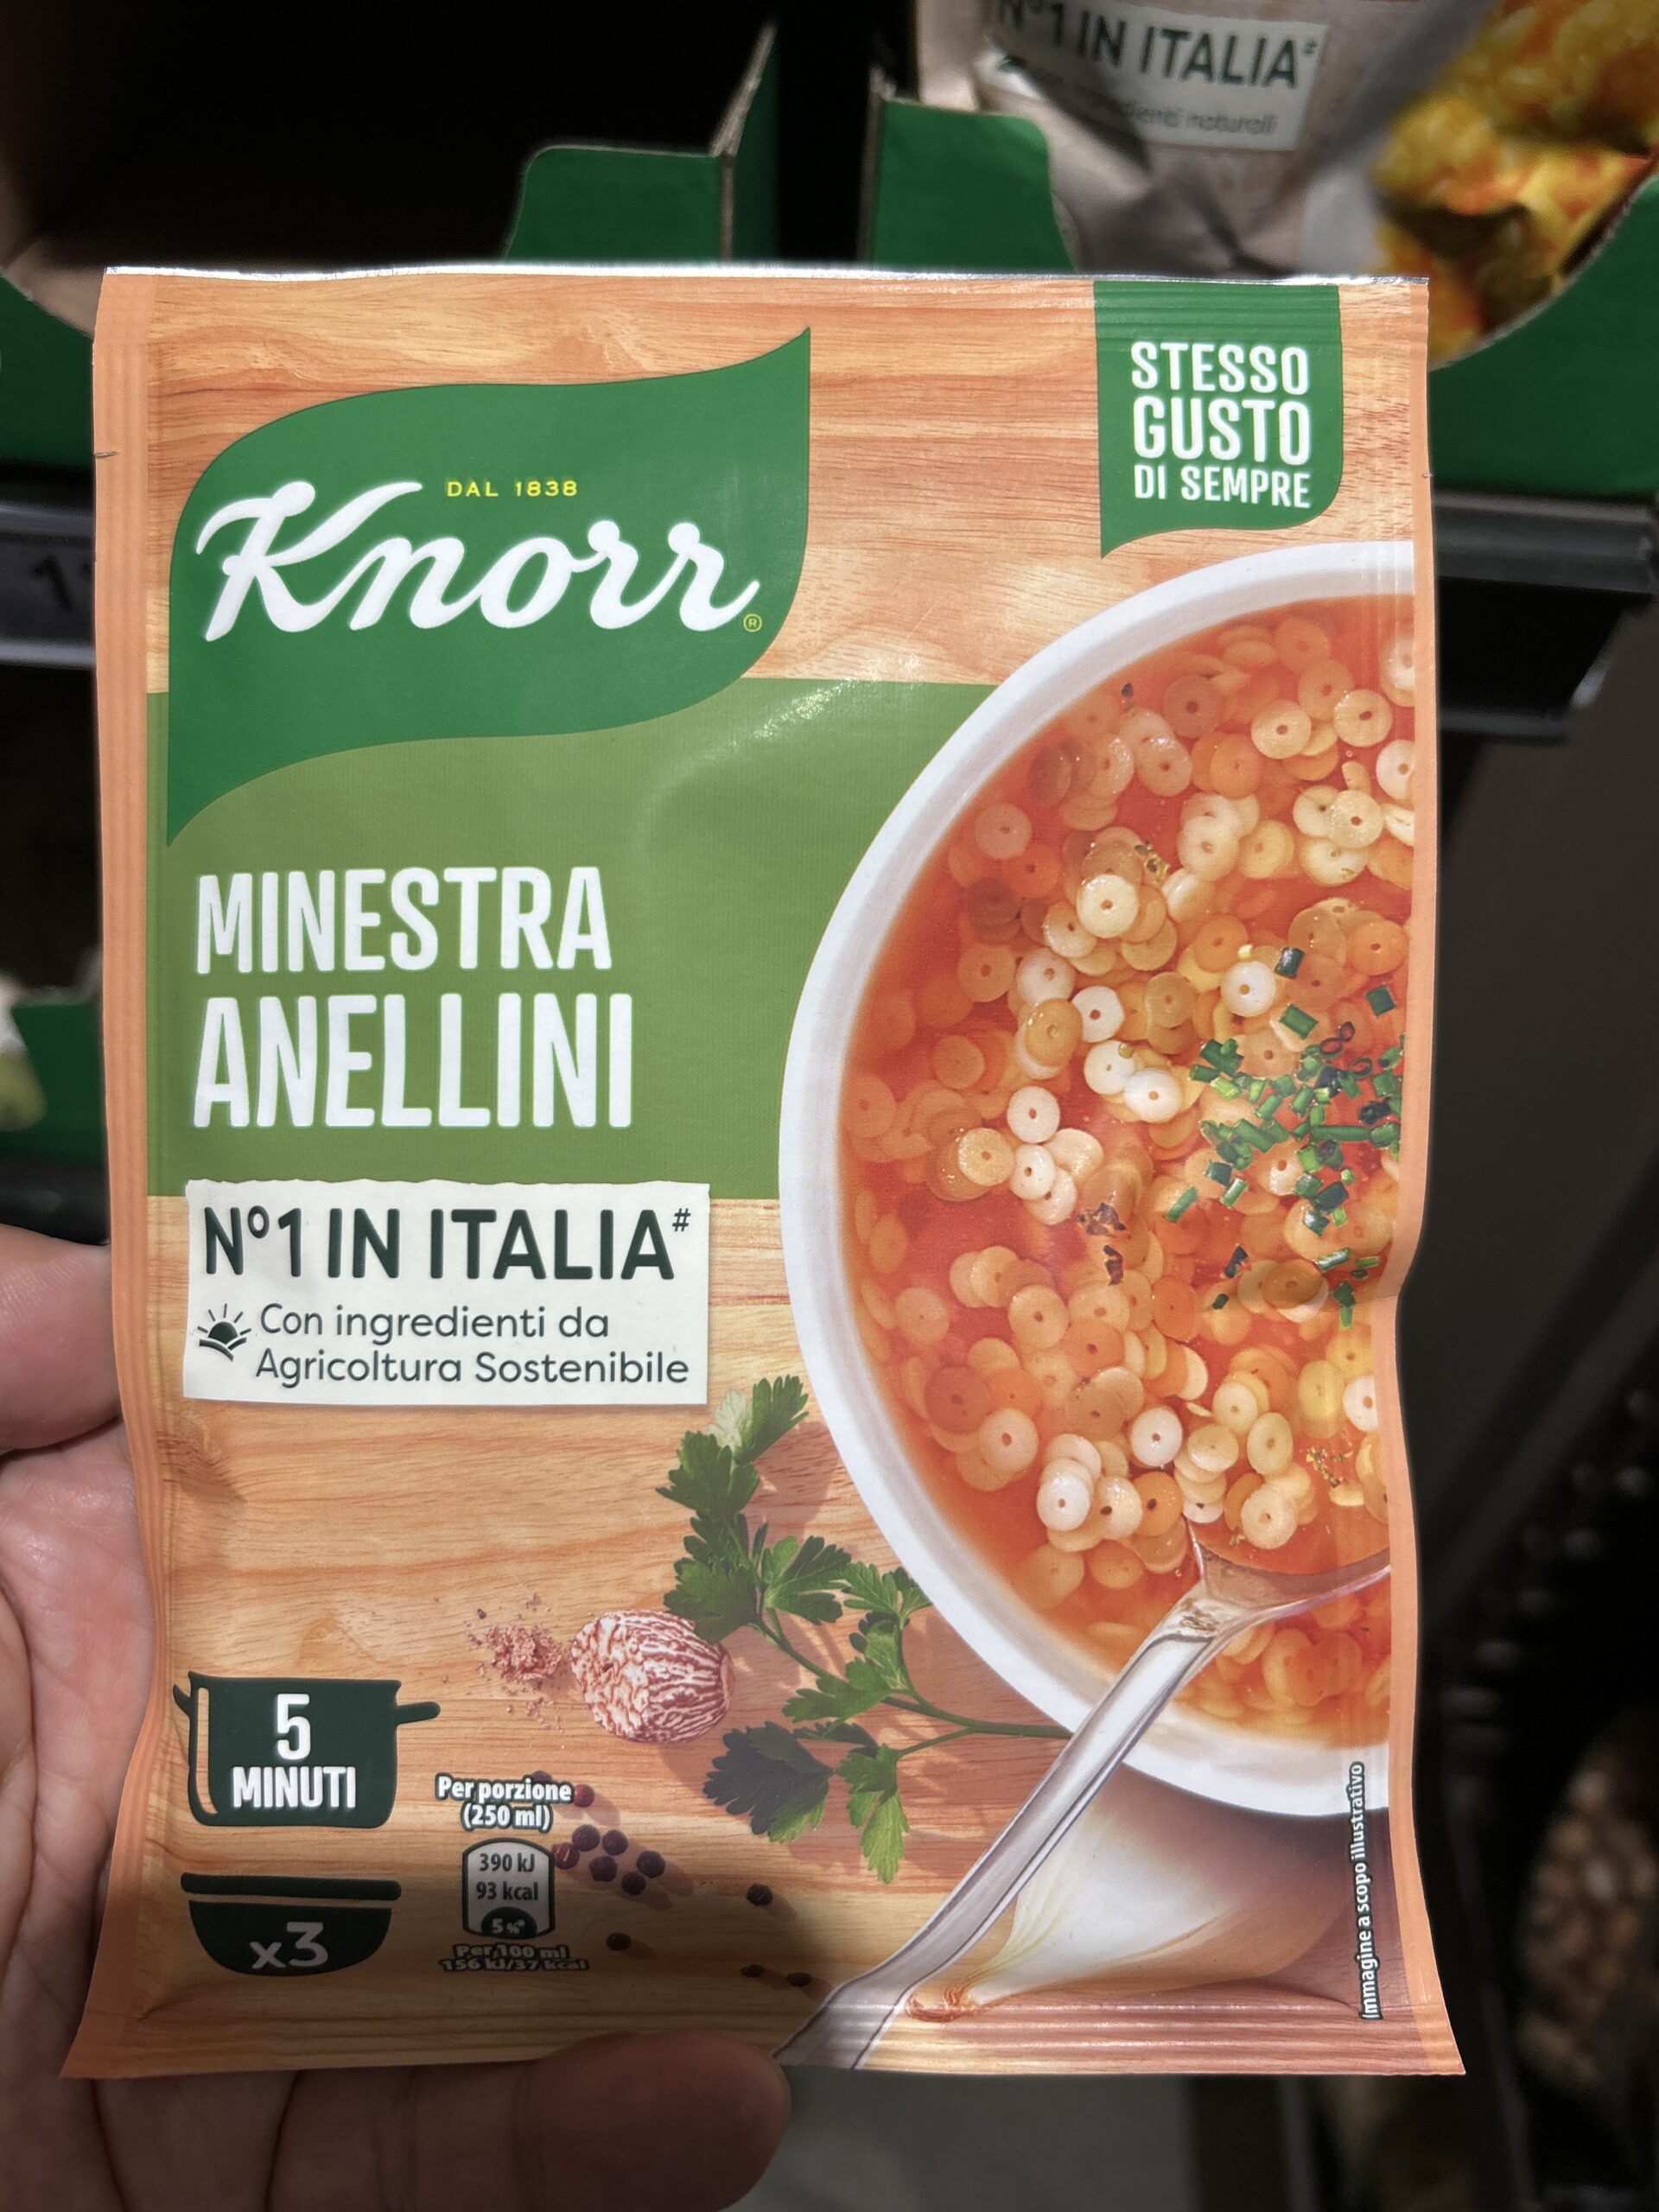 N°1 IN ITALIA#
naturali
DAL 1838
Knorr®
STESSO
GUSTO
DI SEMPRE
MINESTRA
ANELLINI
N°1 IN ITALIA#
Con ingredienti da
Agricoltura Sostenibile
5
MINUTI
x3
Per porzione
(250 ml)
390 kJ
93 kcal
5%*
Per 100 ml
156 kJ/37 kcal
Immagine a scopo illustrativo